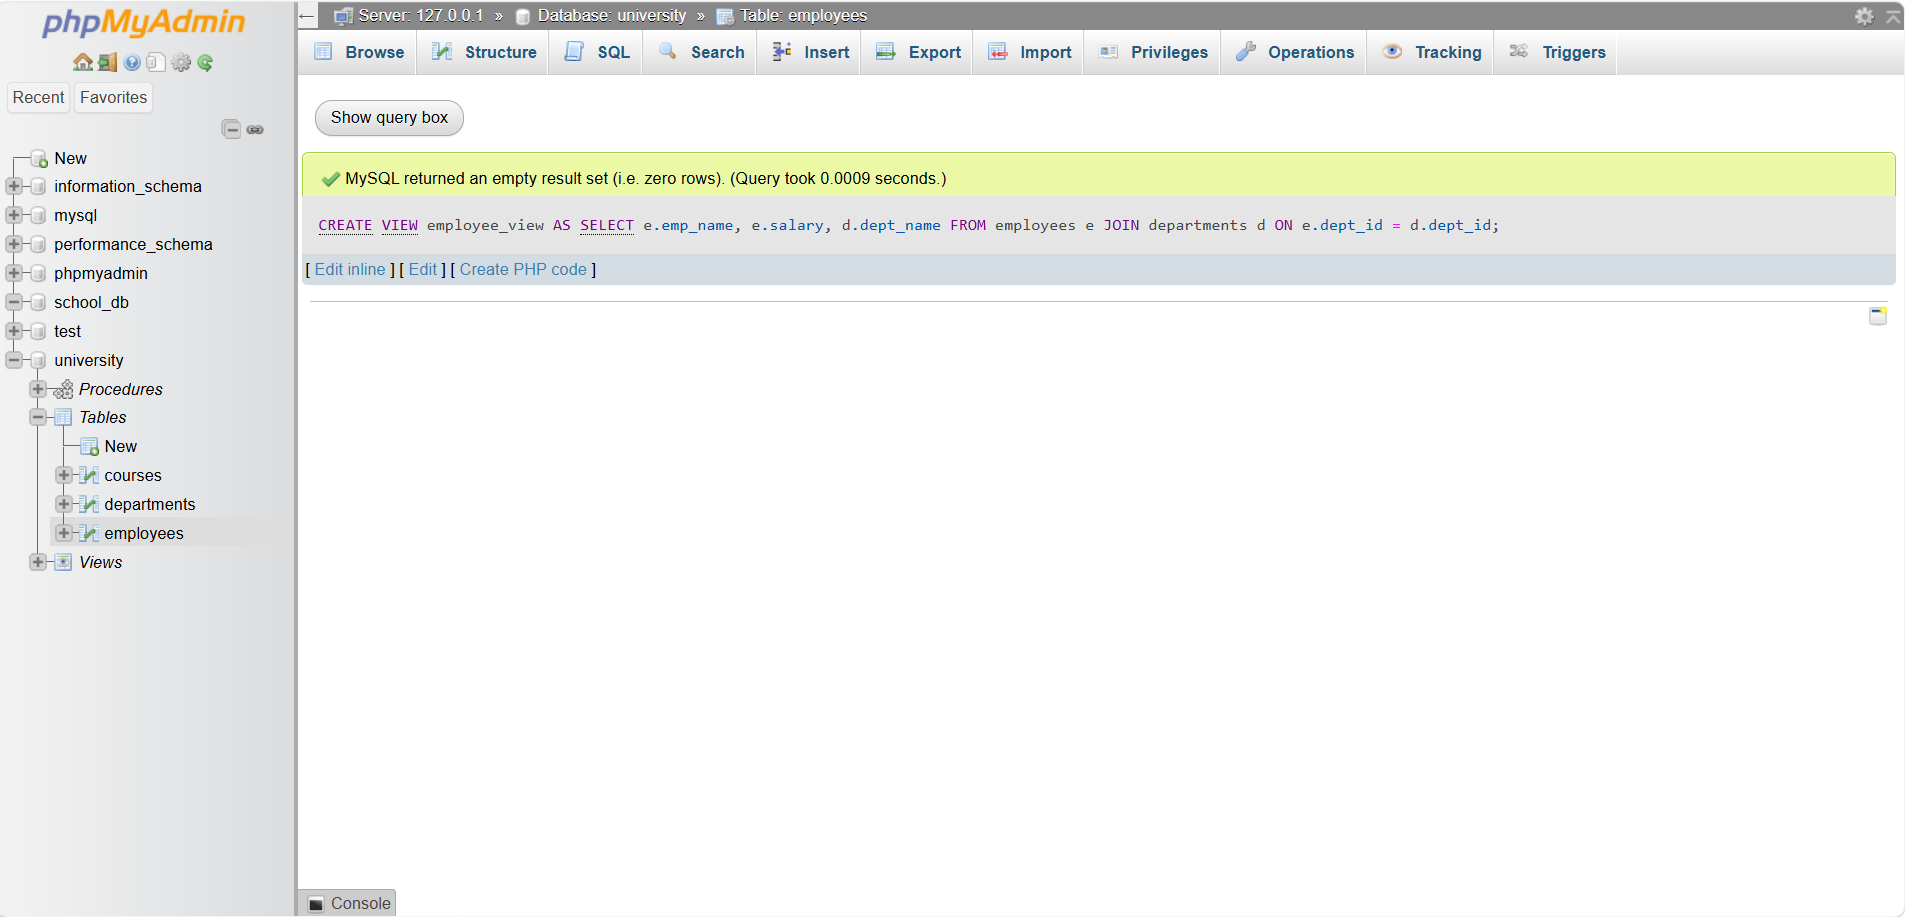 phpMyAdmin
Recent Favorites
New
information_schema
mysql
performance_schema
phpmyadmin
school_db
test
university
Procedures
Tables
New
courses
departments
employees
Views
← Server: 127.0.0.1 » Database: university » Table: employees
Browse Structure SQL Search Insert Export Import Privileges Operations Tracking Triggers
Show query box
MySQL returned an empty result set (i.e. zero rows). (Query took 0.0009 seconds.)
CREATE VIEW employee_view AS SELECT e.emp_name, e.salary, d.dept_name FROM employees e JOIN departments d ON e.dept_id = d.dept_id;
[ Edit inline ] [ Edit ] [ Create PHP code ]
Console